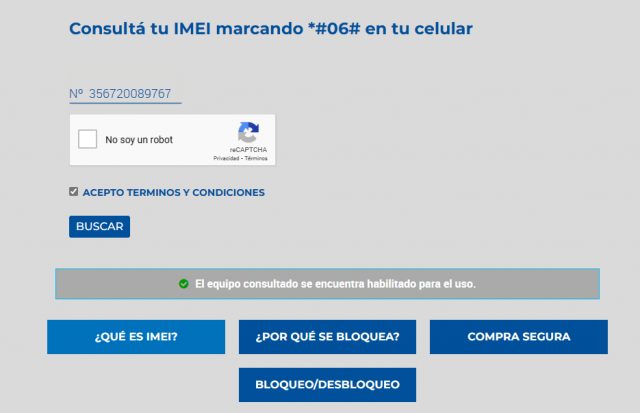 Consultá tu IMEI marcando *#06# en tu celular
Nº 356720089767
No soy un robot
reCAPTCHA
Privacidad - Términos
ACEPTO TERMINOS Y CONDICIONES
BUSCAR
El equipo consultado se encuentra habilitado para el uso.
¿QUÉ ES IMEI? ¿POR QUÉ SE BLOQUEA? COMPRA SEGURA
BLOQUEO/DESBLOQUEO